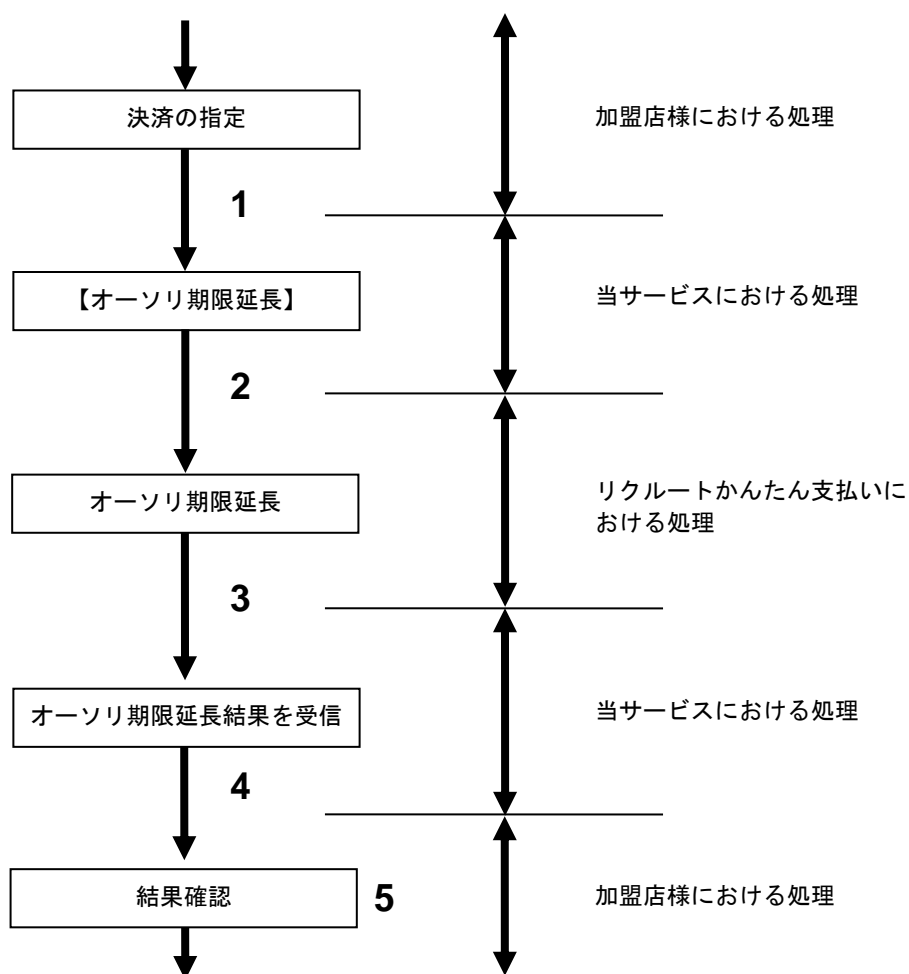 決済の指定
加盟店様における処理
1
【オーソリ期限延長】
当サービスにおける処理
2
オーソリ期限延長
リクルートかんたん支払いに
おける処理
3
オーソリ期限延長結果を受信
当サービスにおける処理
4
結果確認
5
加盟店様における処理